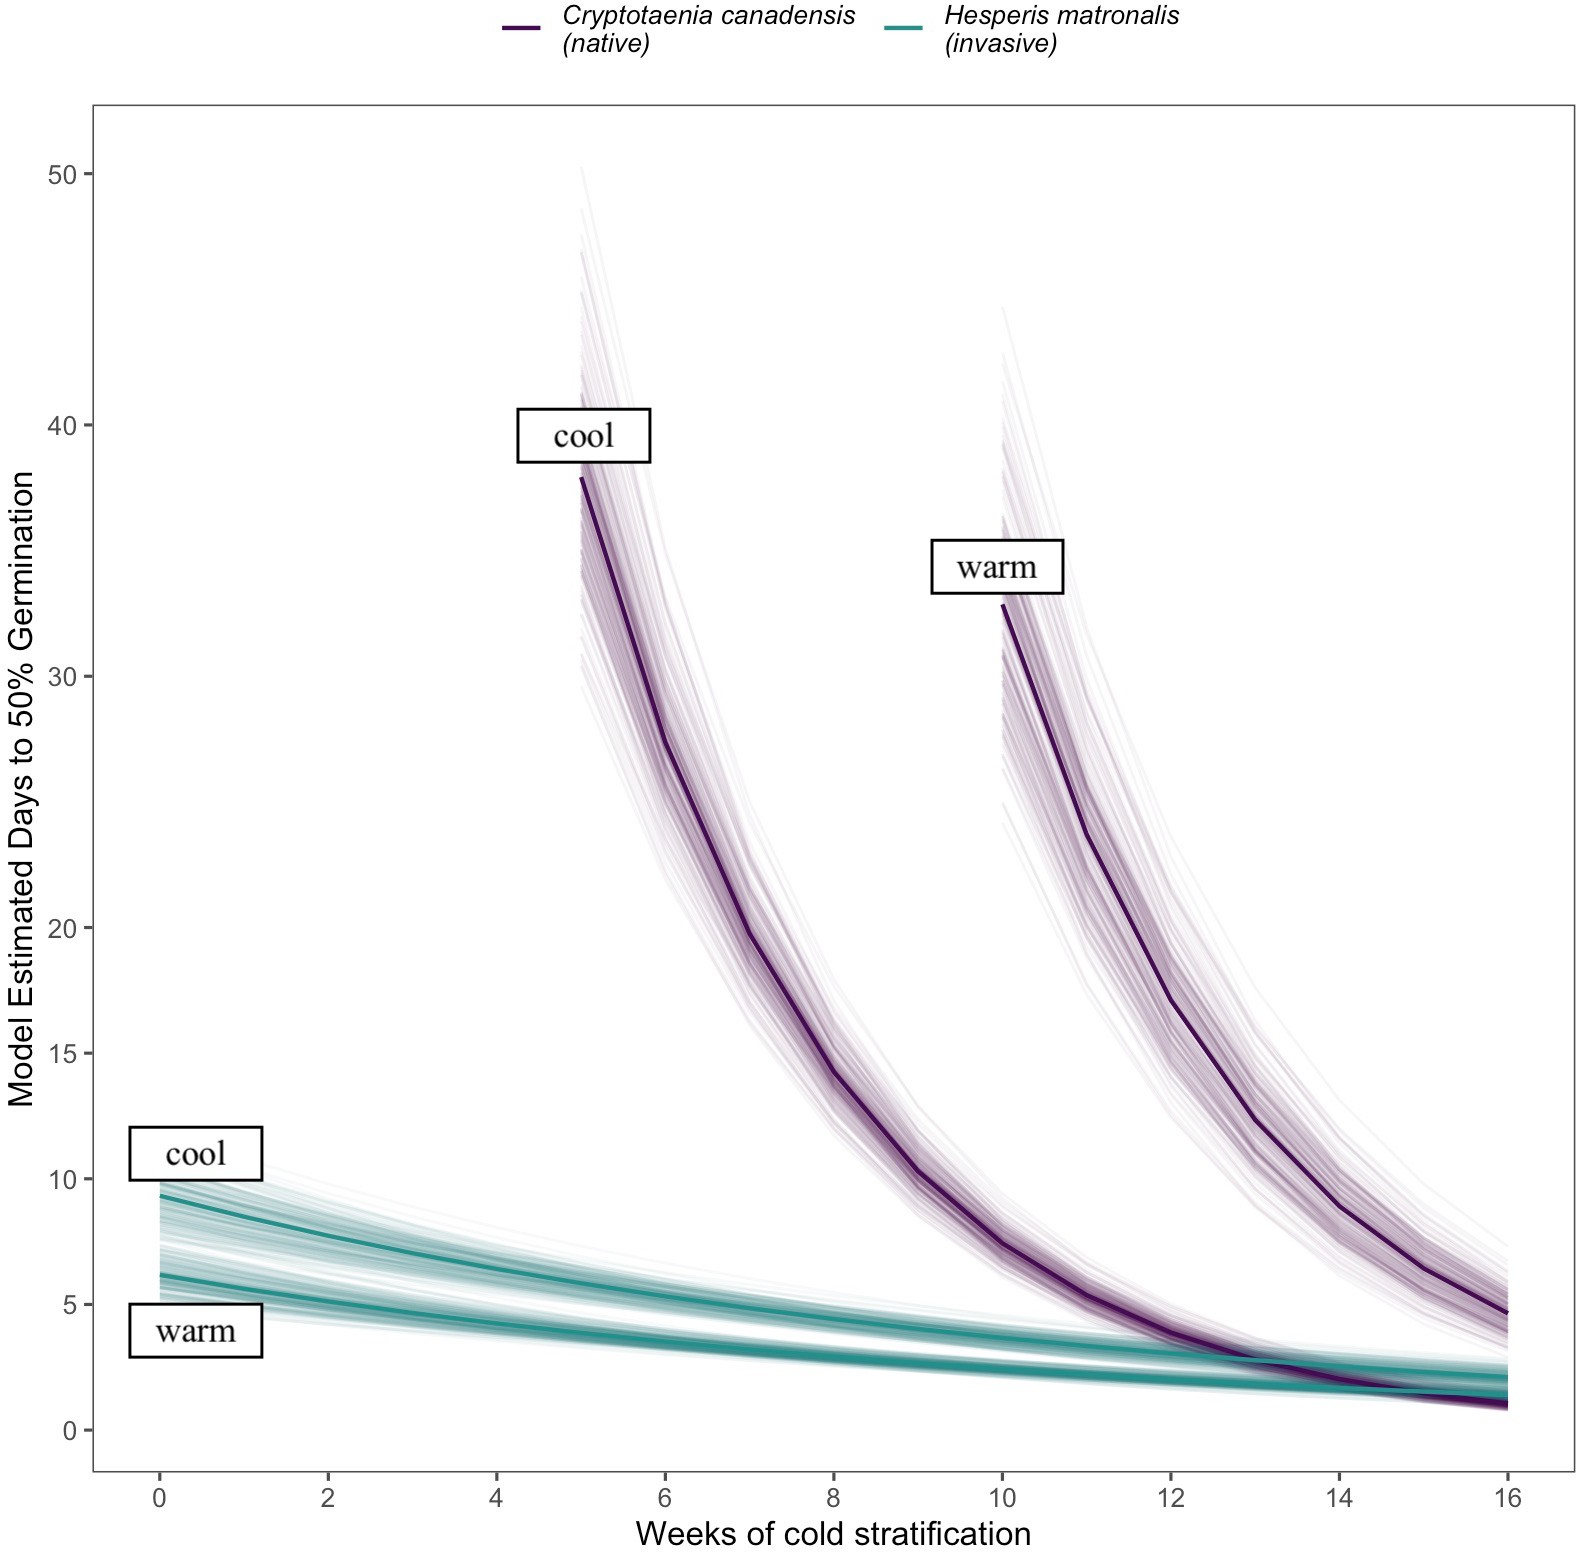 Cryptotaenia canadensis
(native)
Hesperis matronalis
(invasive)
Model Estimated Days to 50% Germination
50
40
30
20
15
10
5
0
cool
warm
cool
warm
0 2 4 6 8 10 12 14 16
Weeks of cold stratification